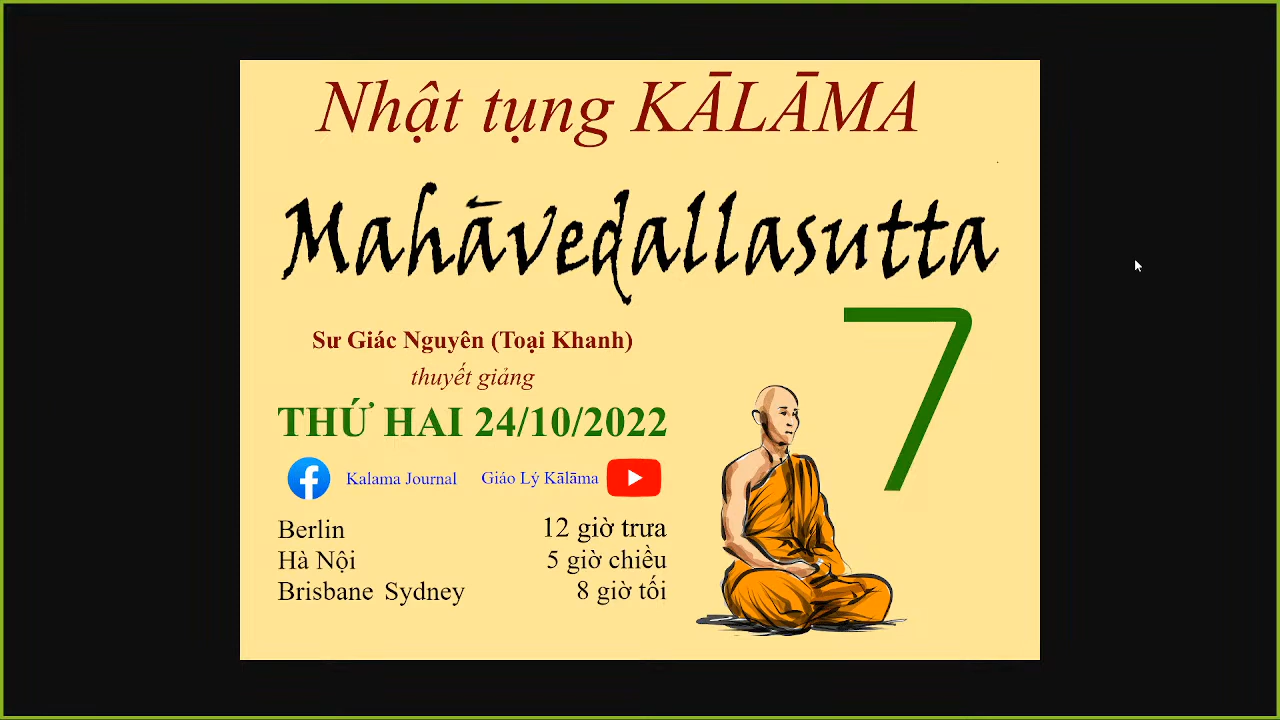 Nhật tụng KĀLĀMA
Mahāvedallasutta
7
Sư Giác Nguyên (Toại Khanh)
thuyết giảng
THỨ HAI 24/10/2022
Kalama Journal Giáo Lý Kālāma
Berlin 12 giờ trưa
Hà Nội 5 giờ chiều
Brisbane Sydney 8 giờ tối